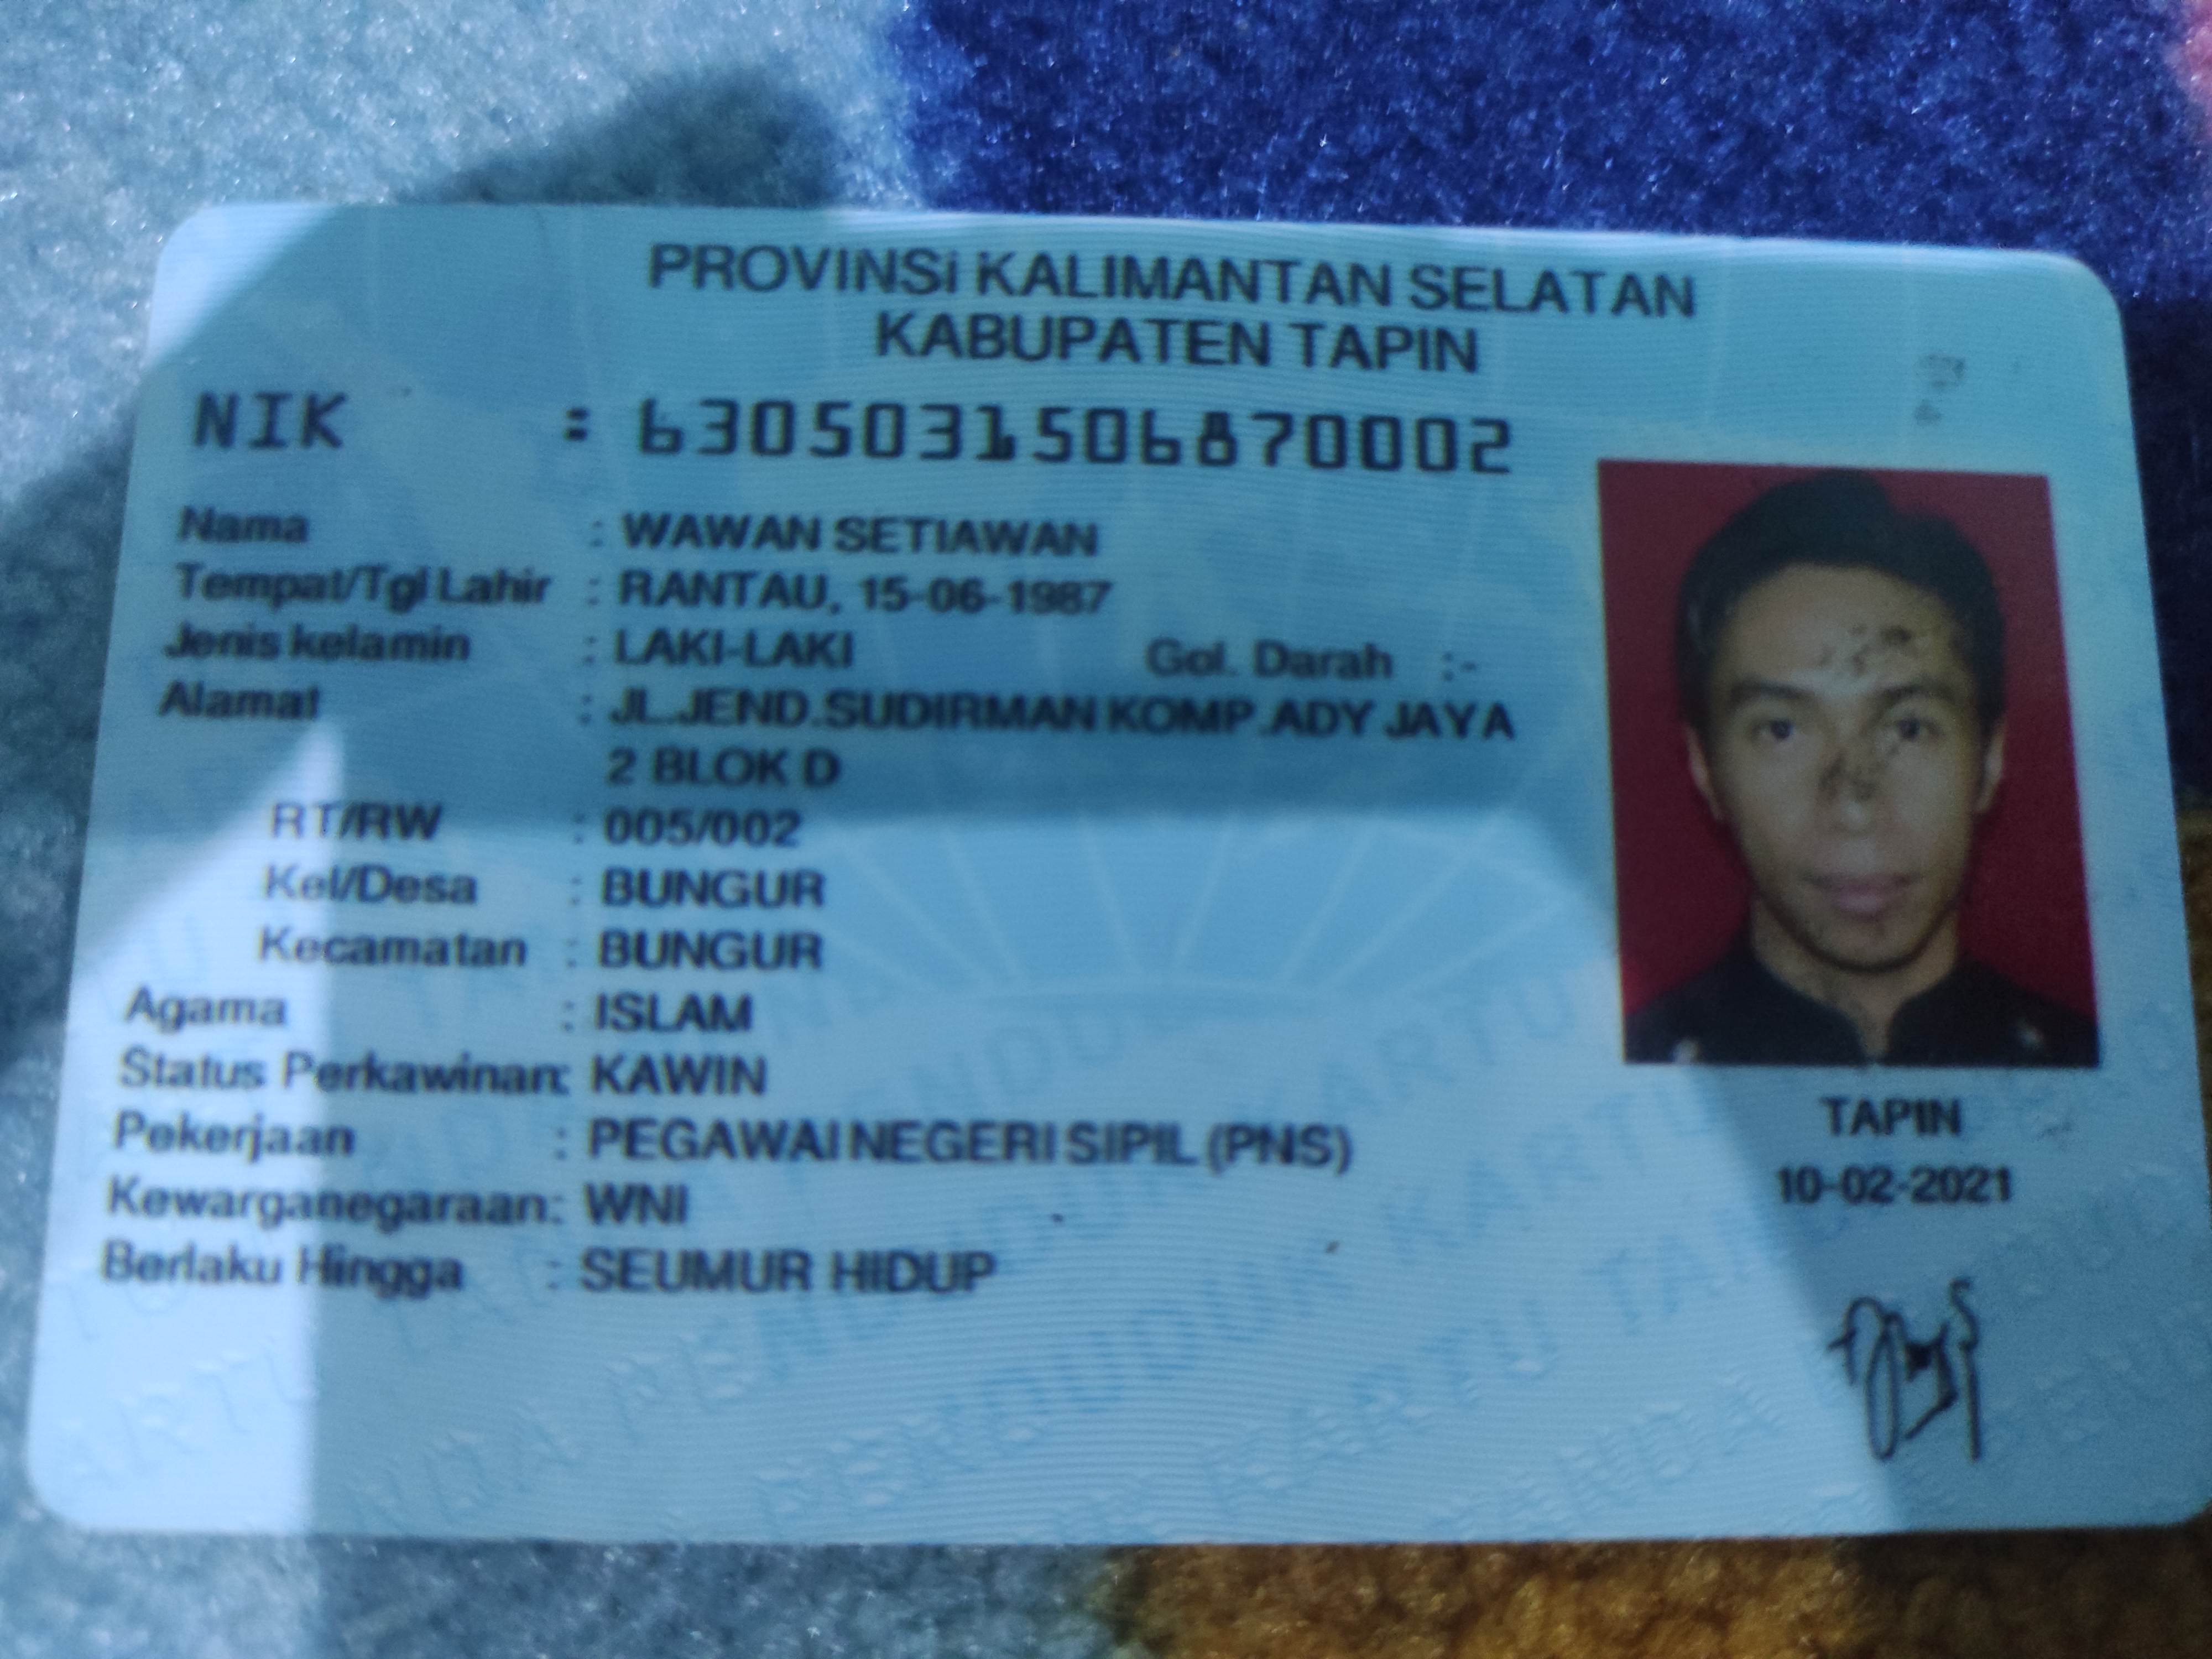 PROVINSI KALIMANTAN SELATAN
KABUPATEN TAPIN
NIK : 6305031506870002
Nama : WAWAN SETIAWAN
Tempat/Tgl Lahir : RANTAU, 15-06-1987
Jenis kelamin : LAKI-LAKI Gol. Darah :-
Alamat : JL.JEND.SUDIRMAN KOMP.ADY JAYA
2 BLOK D
RT/RW : 005/002
Kel/Desa : BUNGUR
Kecamatan : BUNGUR
Agama : ISLAM
Status Perkawinan: KAWIN
Pekerjaan : PEGAWAI NEGERI SIPIL (PNS)
Kewarganegaraan: WNI
Berlaku Hingga : SEUMUR HIDUP
TAPIN
10-02-2021